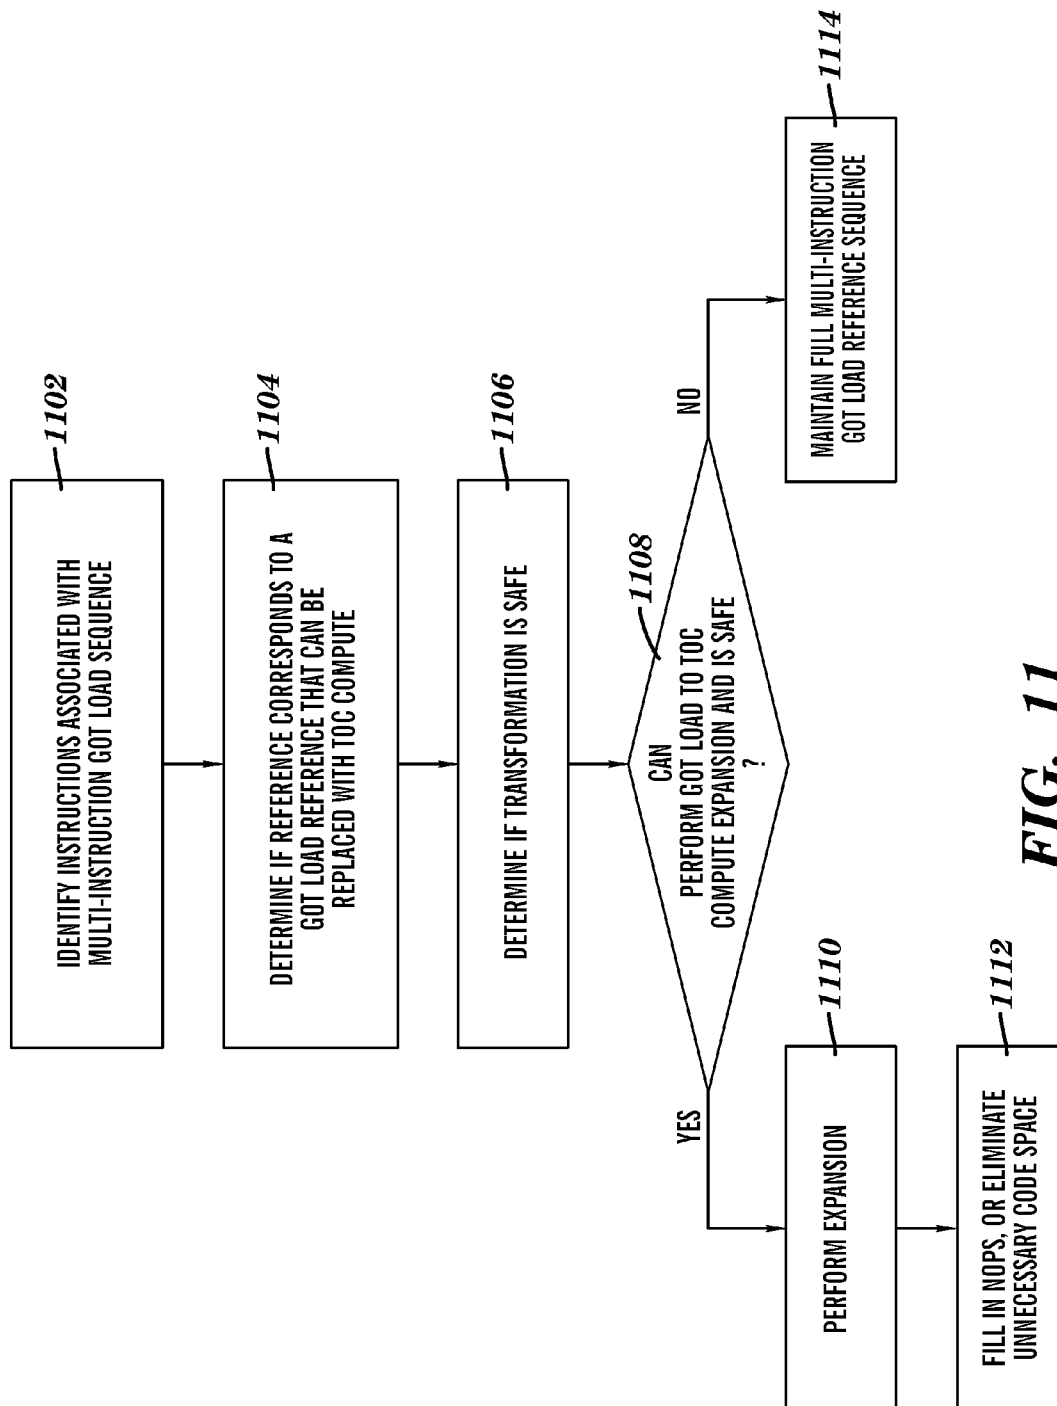 1102
IDENTIFY INSTRUCTIONS ASSOCIATED WITH
MULTI-INSTRUCTION GOT LOAD SEQUENCE
1104
DETERMINE IF REFERENCE CORRESPONDS TO A
GOT LOAD REFERENCE THAT CAN BE
REPLACED WITH TOC COMPUTE
1106
DETERMINE IF TRANSFORMATION IS SAFE
1108
CAN
PERFORM GOT LOAD TO TOC
COMPUTE EXPANSION AND IS SAFE
?
YES
NO
1110
PERFORM EXPANSION
1114
MAINTAIN FULL MULTI-INSTRUCTION
GOT LOAD REFERENCE SEQUENCE
1112
FILL IN NOPS, OR ELIMINATE
UNNECESSARY CODE SPACE
FIG. 11